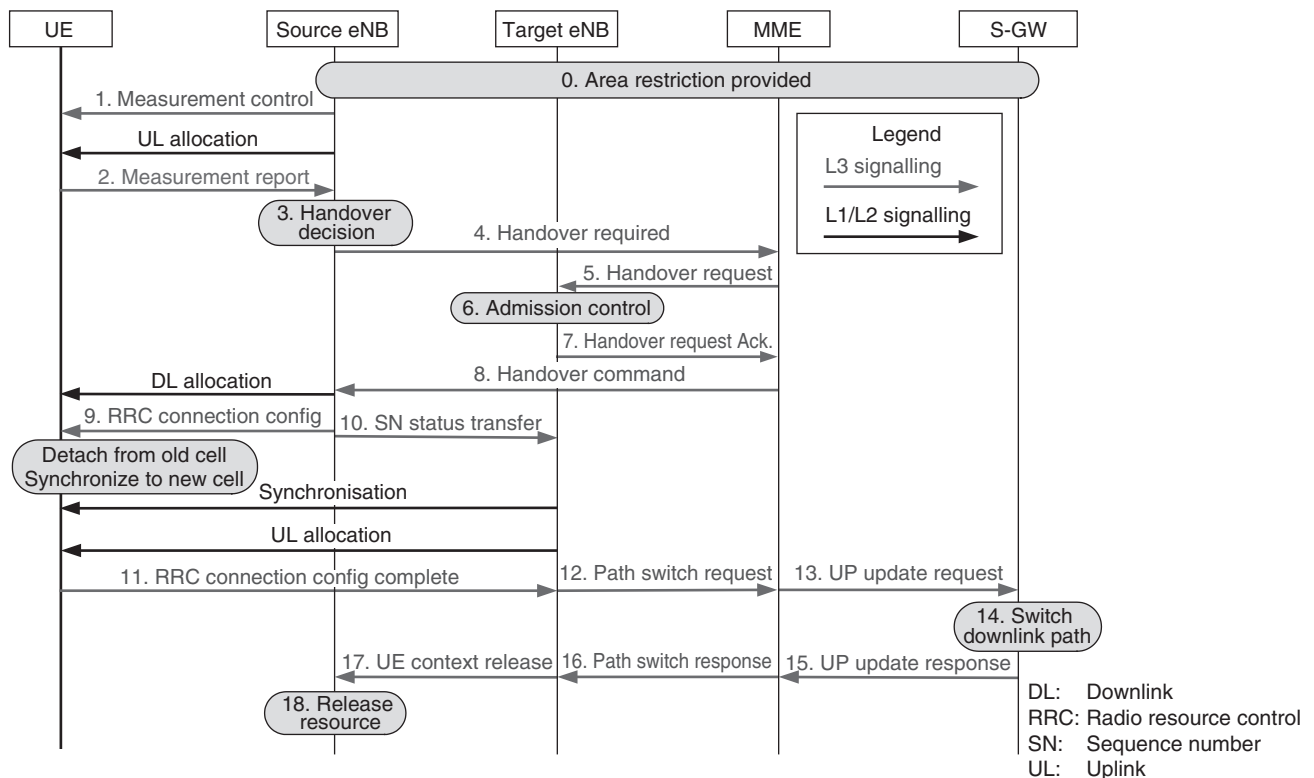 UE
Source eNB
Target eNB
MME
S-GW
0. Area restriction provided
1. Measurement control
UL allocation
2. Measurement report
3. Handover
decision
4. Handover required
5. Handover request
6. Admission control
7. Handover request Ack.
8. Handover command
DL allocation
9. RRC connection config
10. SN status transfer
Detach from old cell
Synchronize to new cell
Synchronisation
UL allocation
11. RRC connection config complete
12. Path switch request
13. UP update request
14. Switch
downlink path
15. UP update response
16. Path switch response
17. UE context release
18. Release
resource
Legend
L3 signalling
L1/L2 signalling
DL: Downlink
RRC: Radio resource control
SN: Sequence number
UL: Uplink